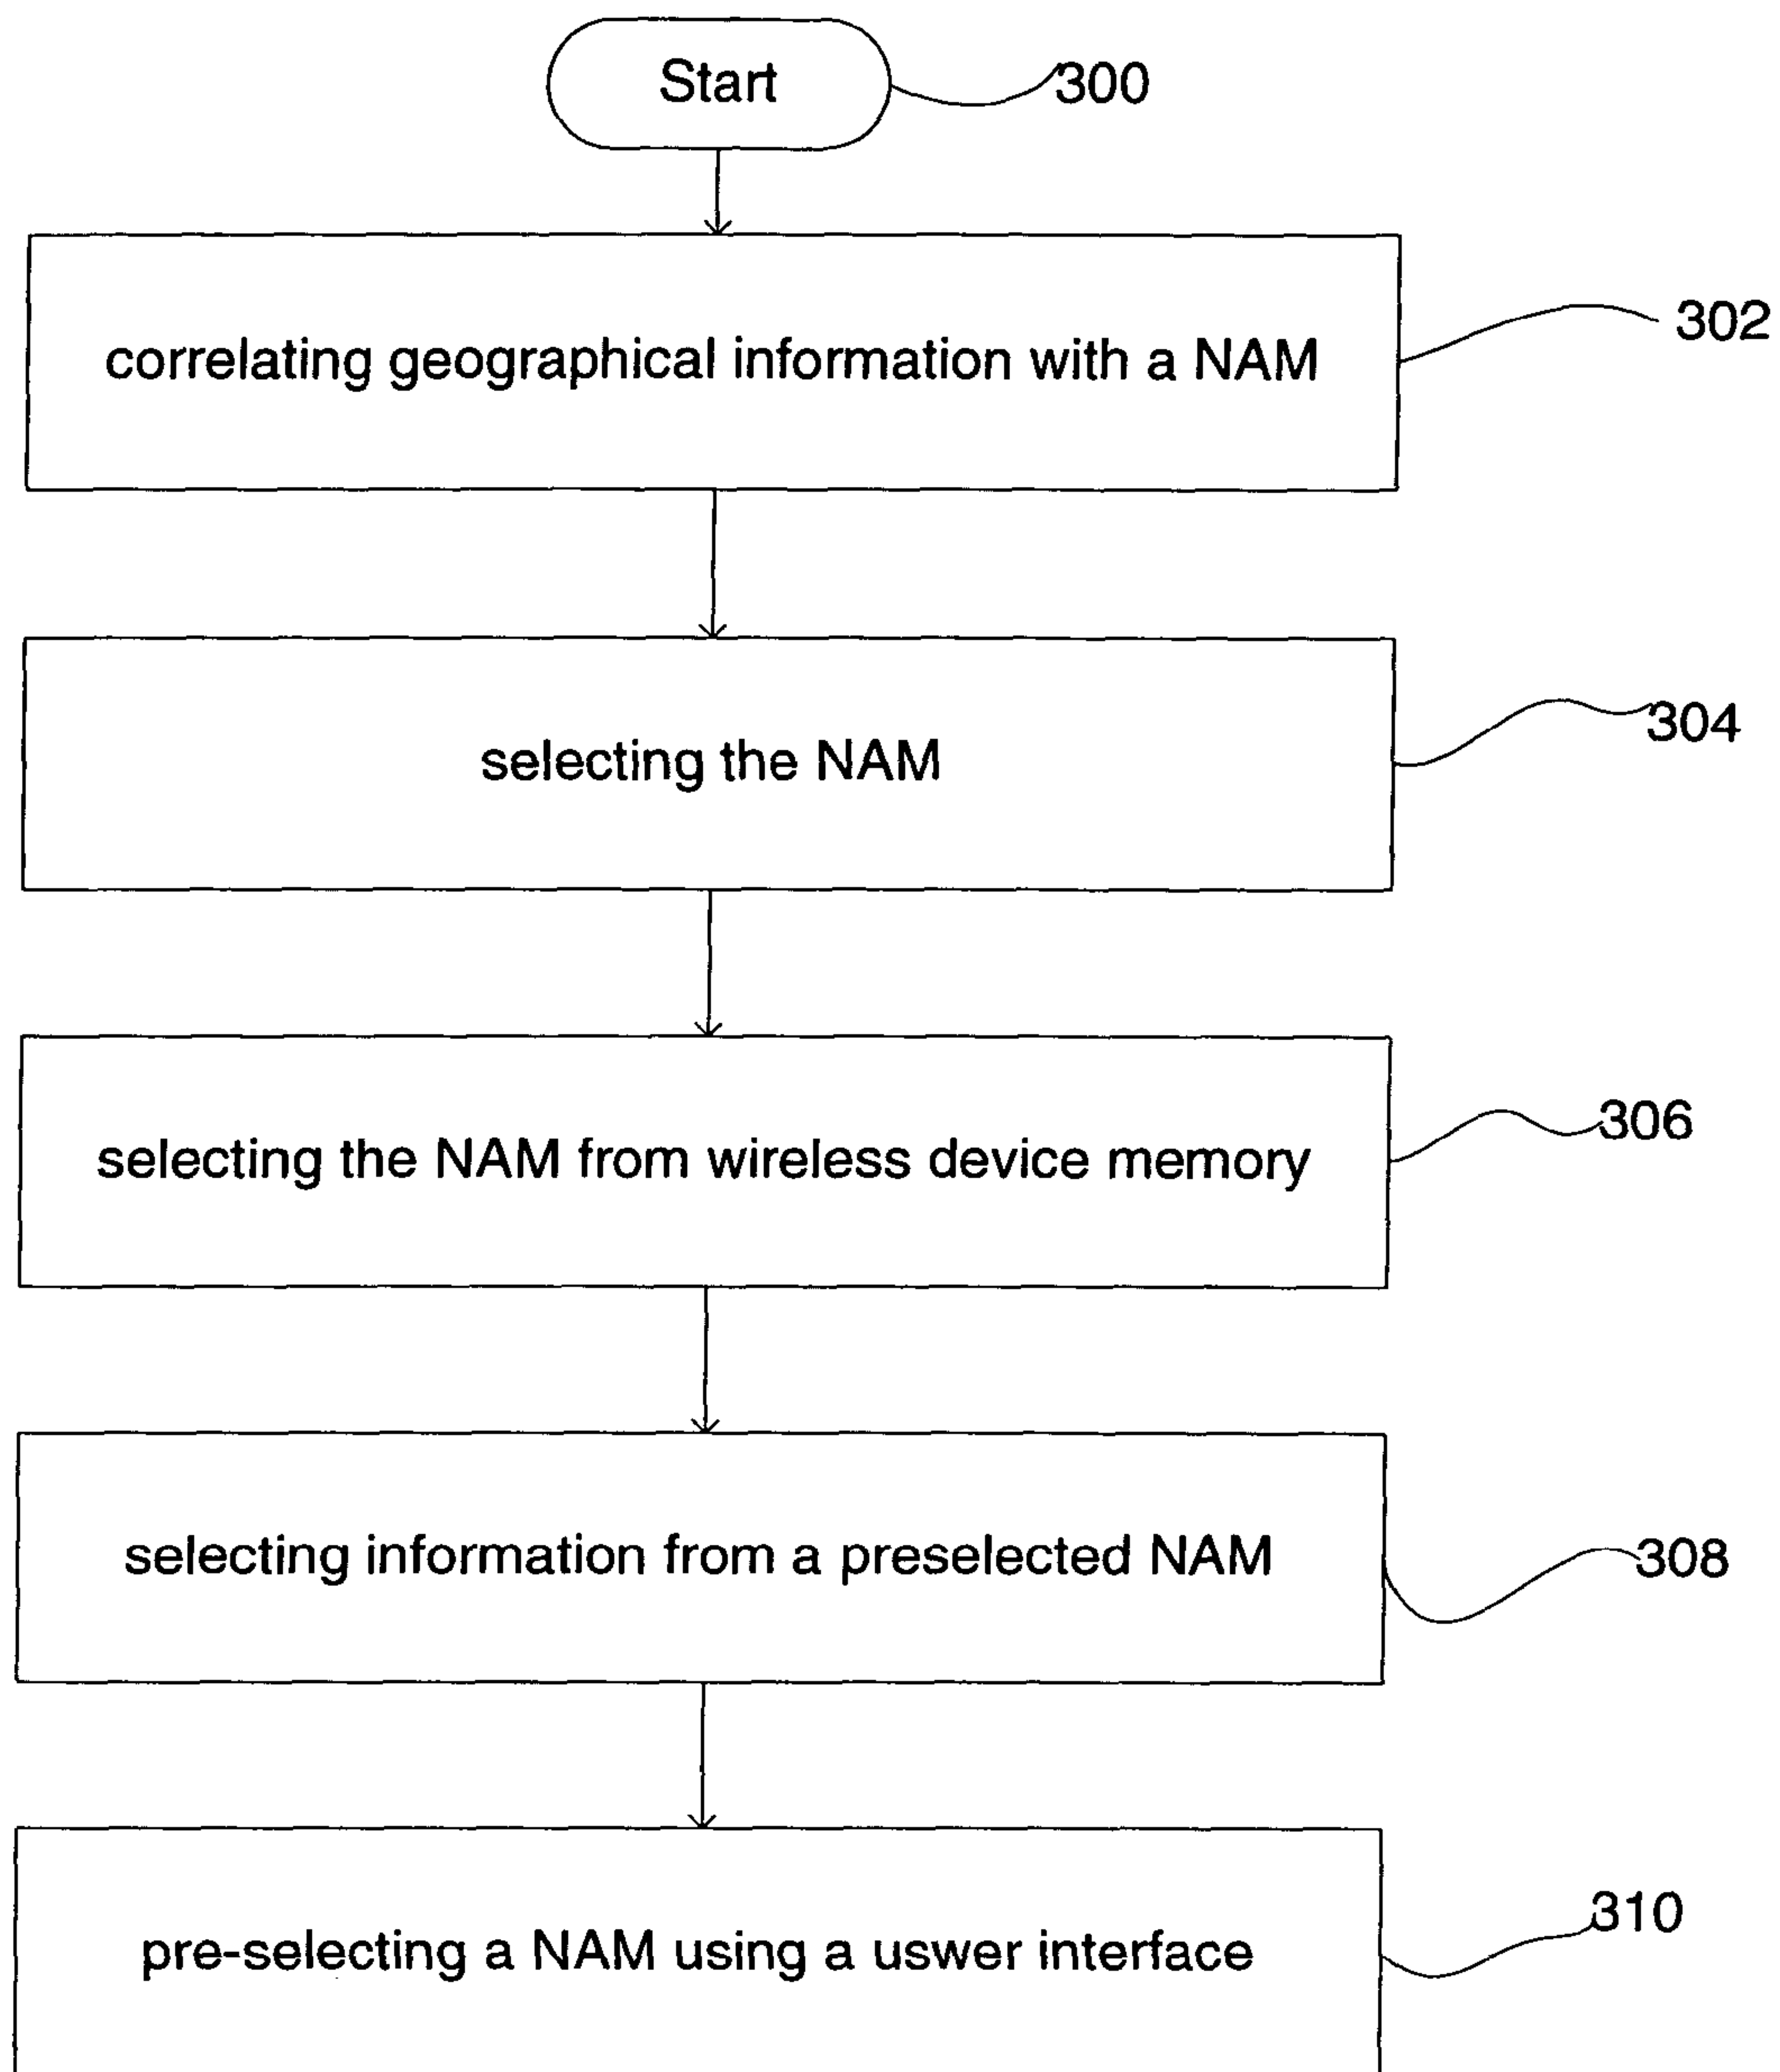 Start
300
correlating geographical information with a NAM
302
selecting the NAM
304
selecting the NAM from wireless device memory
306
selecting information from a preselected NAM
308
pre-selecting a NAM using a uswer interface
310